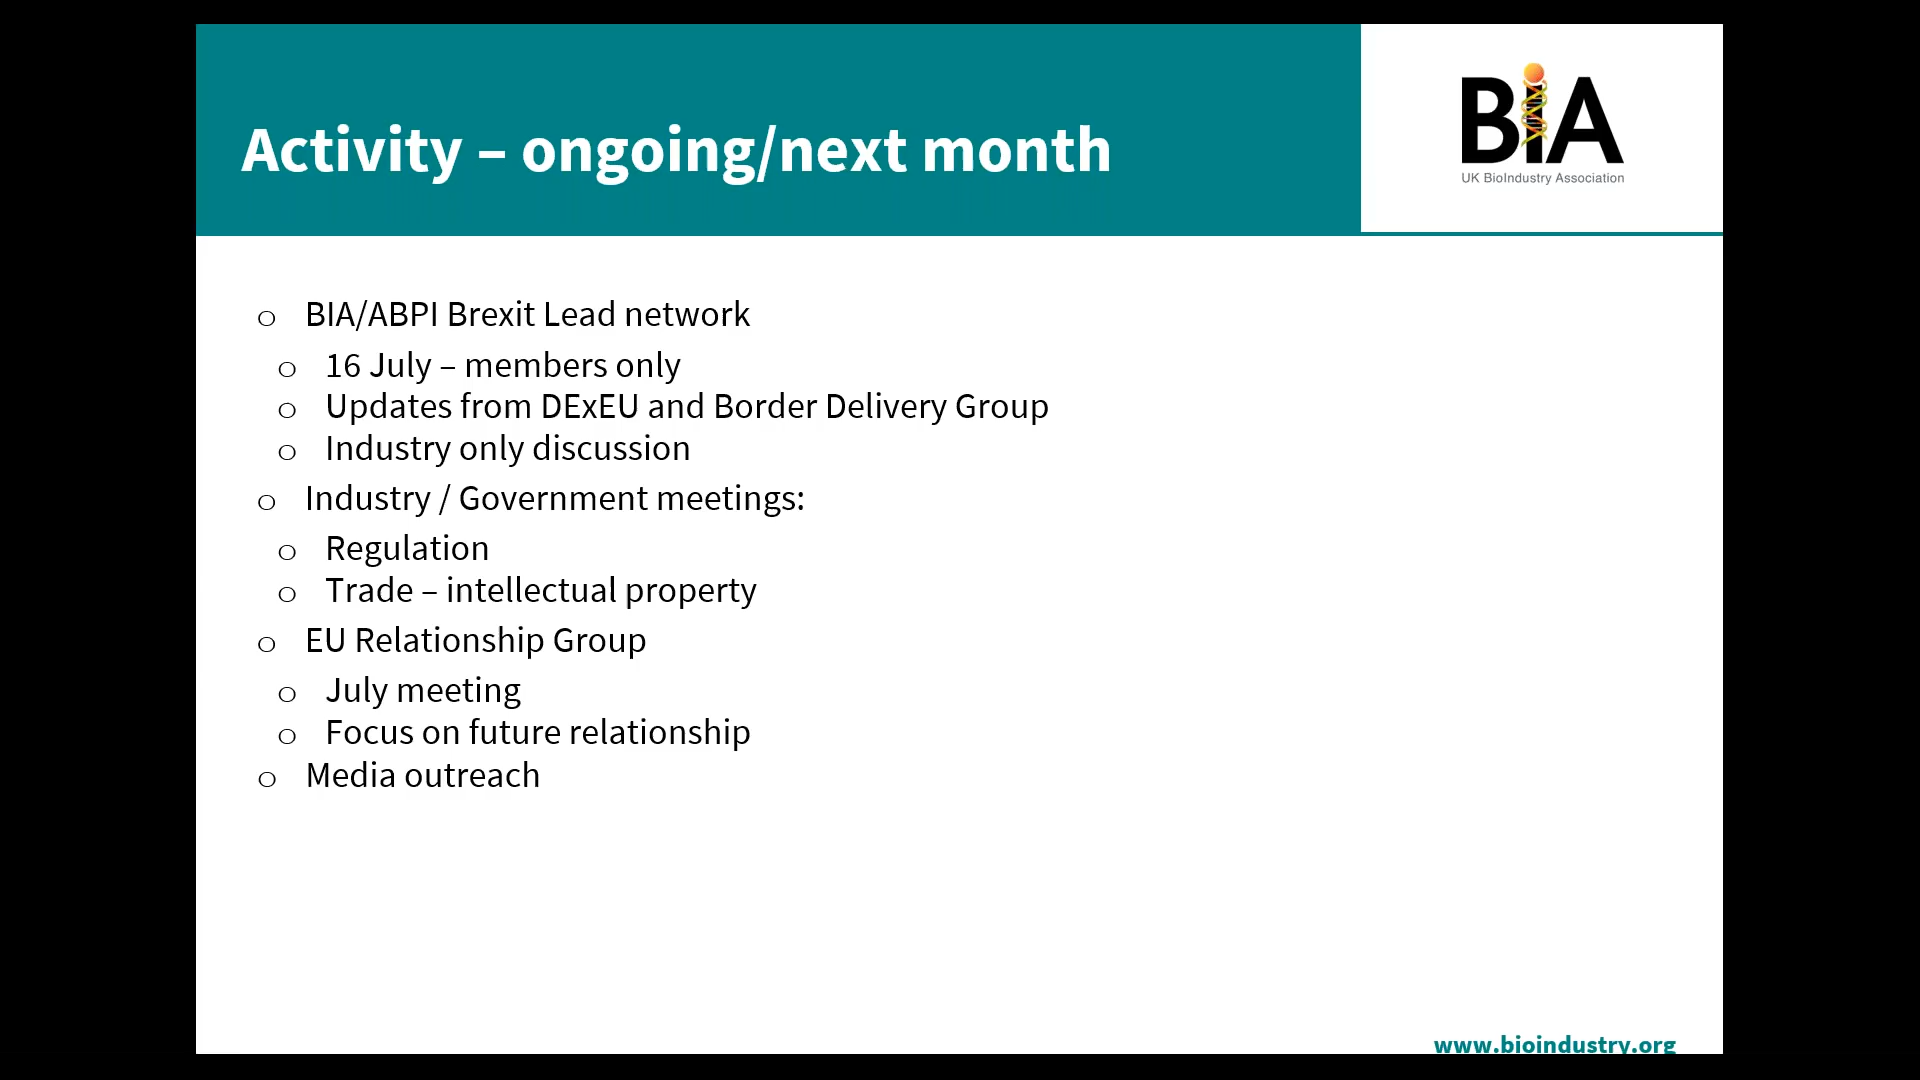 Activity – ongoing/next month
BIA
UK BioIndustry Association
o BIA/ABPI Brexit Lead network
o 16 July – members only
o Updates from DExEU and Border Delivery Group
o Industry only discussion
o Industry / Government meetings:
o Regulation
o Trade – intellectual property
o EU Relationship Group
o July meeting
o Focus on future relationship
o Media outreach
www.bioindustry.org